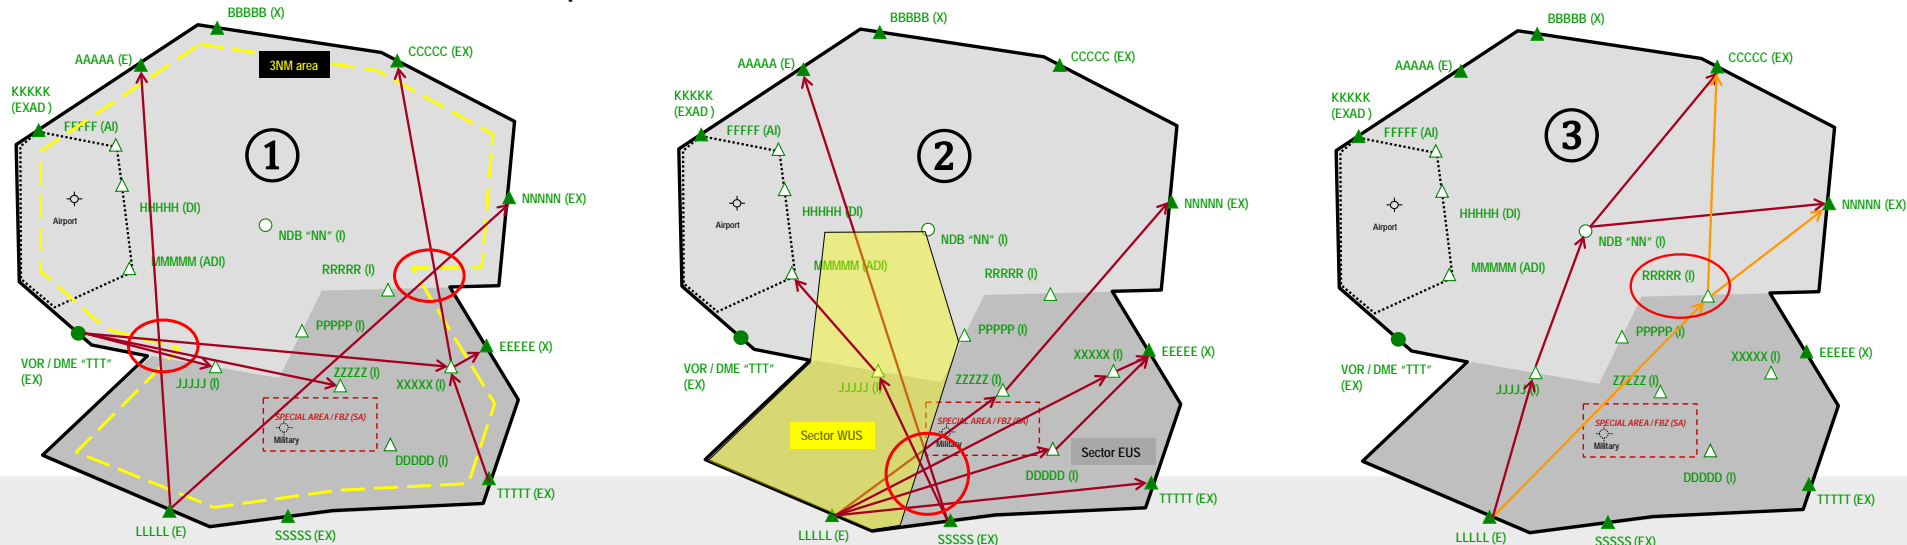 BBBBB (X)
AAAAA (E)
CCCCC (EX)
3NM area
KKKKK
(EXAD )
FFFFF (AI)
1
Airport
HHHHH (DI)
NNNNN (EX)
NDB “NN” (I)
MMMMM (ADI)
RRRRR (I)
PPPPP (I)
VOR / DME “TTT”
(EX)
EEEEE (X)
JJJJJ (I)
ZZZZZ (I)
XXXXX (I)
SPECIAL AREA / FBZ (SA)
Military
DDDDD (I)
TTTTT (EX)
LLLLL (E)
SSSSS (EX)
BBBBB (X)
AAAAA (E)
CCCCC (EX)
KKKKK
(EXAD )
FFFFF (AI)
2
Airport
HHHHH (DI)
NNNNN (EX)
NDB “NN” (I)
MMMMM (ADI)
RRRRR (I)
PPPPP (I)
VOR / DME “TTT”
(EX)
EEEEE (X)
XXXXX (I)
JJJJJ (I)
ZZZZZ (I)
SPECIAL AREA / FBZ (SA)
Military
Sector WUS
Sector EUS
DDDDD (I)
TTTTT (EX)
LLLLL (E)
SSSSS (EX)
BBBBB (X)
AAAAA (E)
CCCCC (EX)
KKKKK
(EXAD )
FFFFF (AI)
3
Airport
HHHHH (DI)
NNNNN (EX)
NDB “NN” (I)
MMMMM (ADI)
RRRRR (I)
PPPPP (I)
VOR / DME “TTT”
(EX)
EEEEE (X)
XXXXX (I)
JJJJJ (I)
ZZZZZ (I)
SPECIAL AREA / FBZ (SA)
Military
DDDDD (I)
TTTTT (EX)
LLLLL (E)
SSSSS (EX)